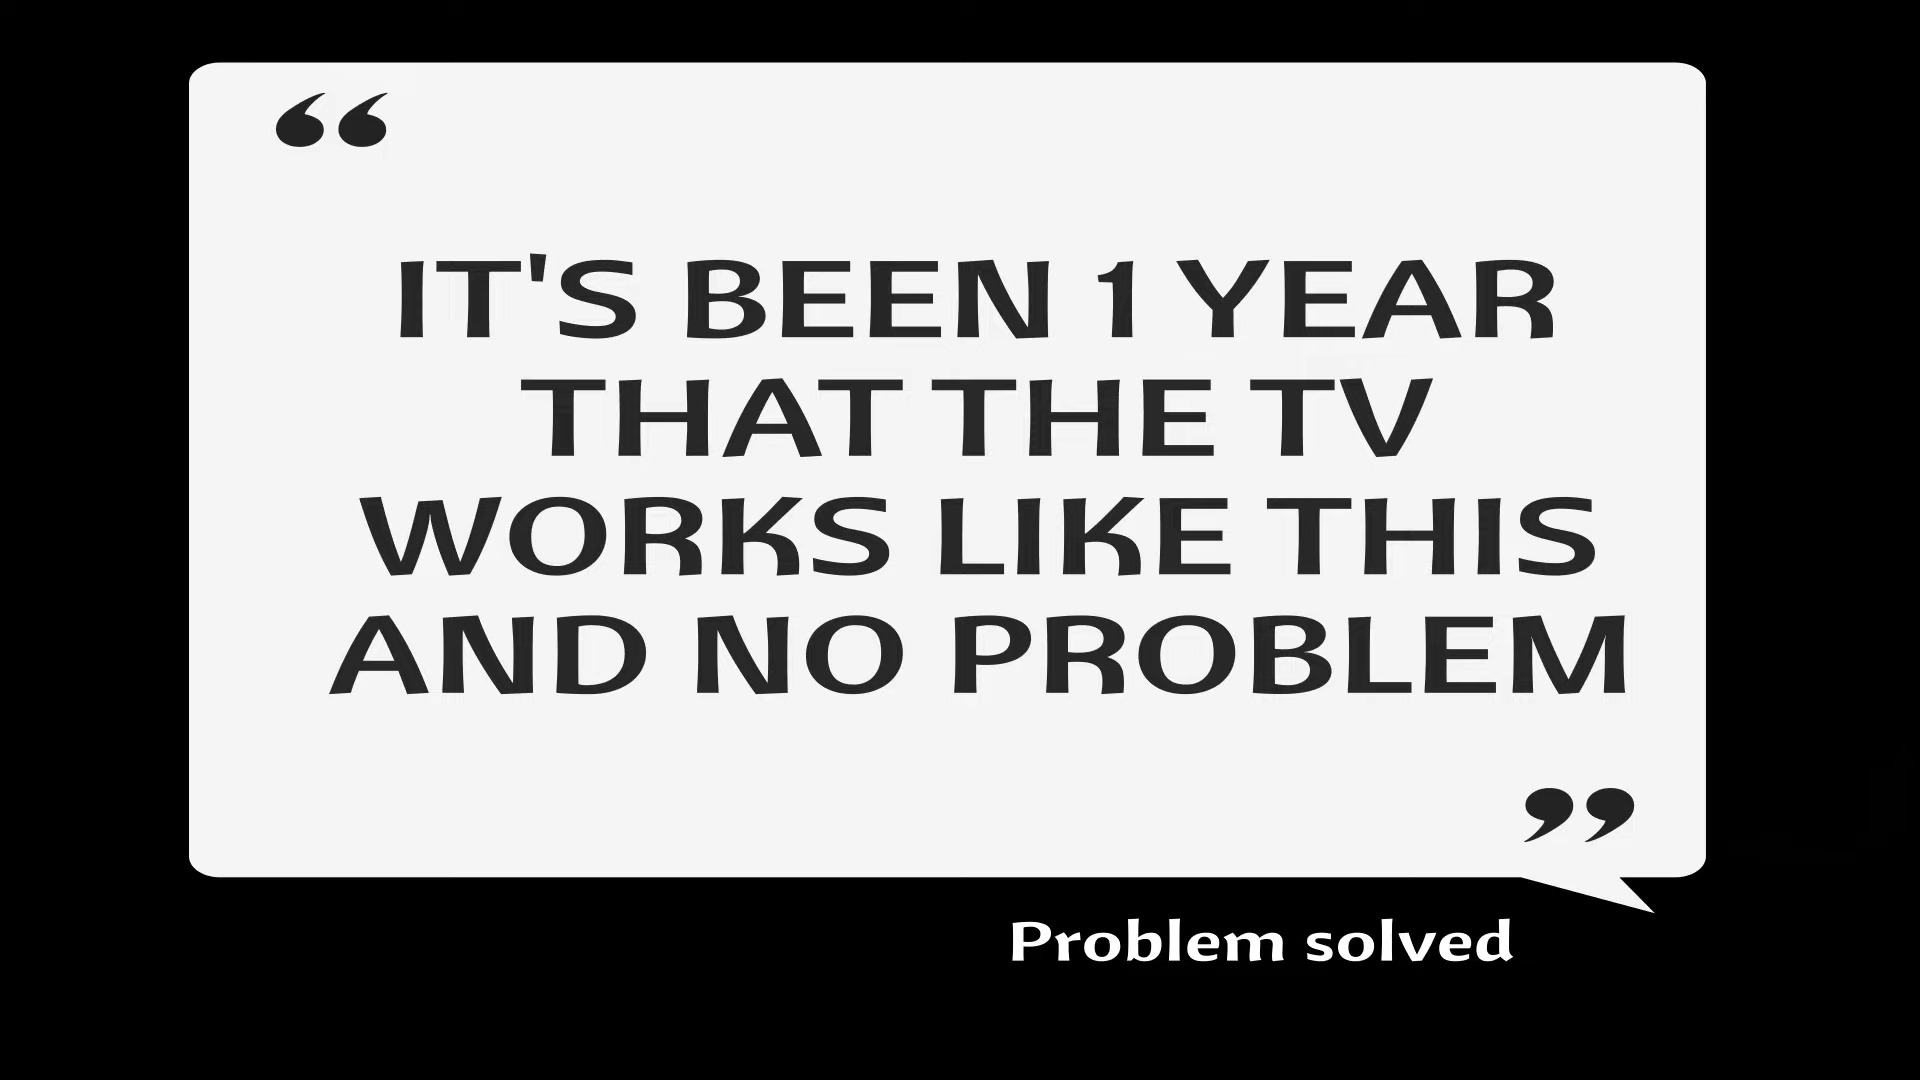 “
IT'S BEEN 1 YEAR
THAT THE TV
WORKS LIKE THIS
AND NO PROBLEM
”
Problem solved